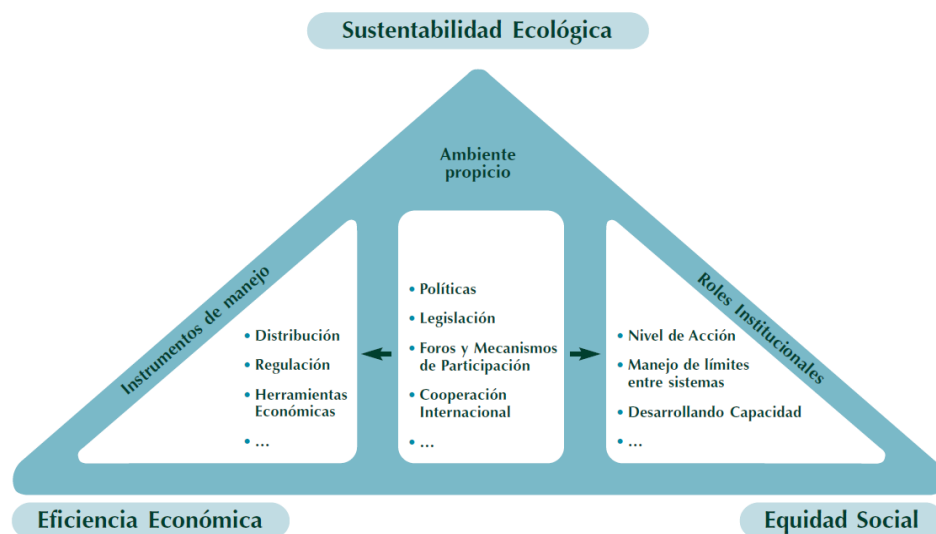 Sustentabilidad Ecológica
Ambiente
propicio
Instrumentos de manejo
Roles Institucionales
• Distribución
• Regulación
• Herramientas
Económicas
• ...
• Políticas
• Legislación
• Foros y Mecanismos
de Participación
• Cooperación
Internacional
• ...
• Nivel de Acción
• Manejo de límites
entre sistemas
• Desarrollando Capacidad
• ...
Eficiencia Económica
Equidad Social